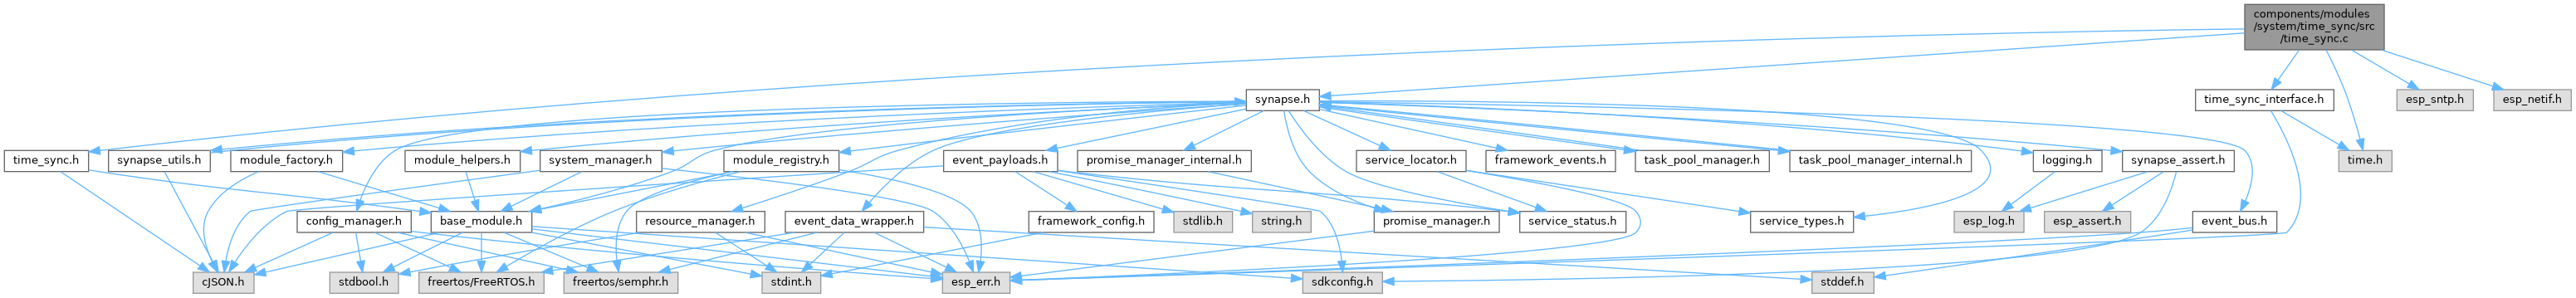 components/modules
/system/time_sync/src
/time_sync.c
synapse.h
time_sync_interface.h
esp_sntp.h
esp_netif.h
time_sync.h
synapse_utils.h
module_factory.h
module_helpers.h
system_manager.h
module_registry.h
event_payloads.h
promise_manager_internal.h
service_locator.h
framework_events.h
task_pool_manager.h
task_pool_manager_internal.h
logging.h
synapse_assert.h
time.h
config_manager.h
base_module.h
resource_manager.h
event_data_wrapper.h
framework_config.h
stdlib.h
string.h
promise_manager.h
service_status.h
service_types.h
esp_log.h
esp_assert.h
event_bus.h
cJSON.h
stdbool.h
freertos/FreeRTOS.h
freertos/semphr.h
stdint.h
esp_err.h
sdkconfig.h
stddef.h